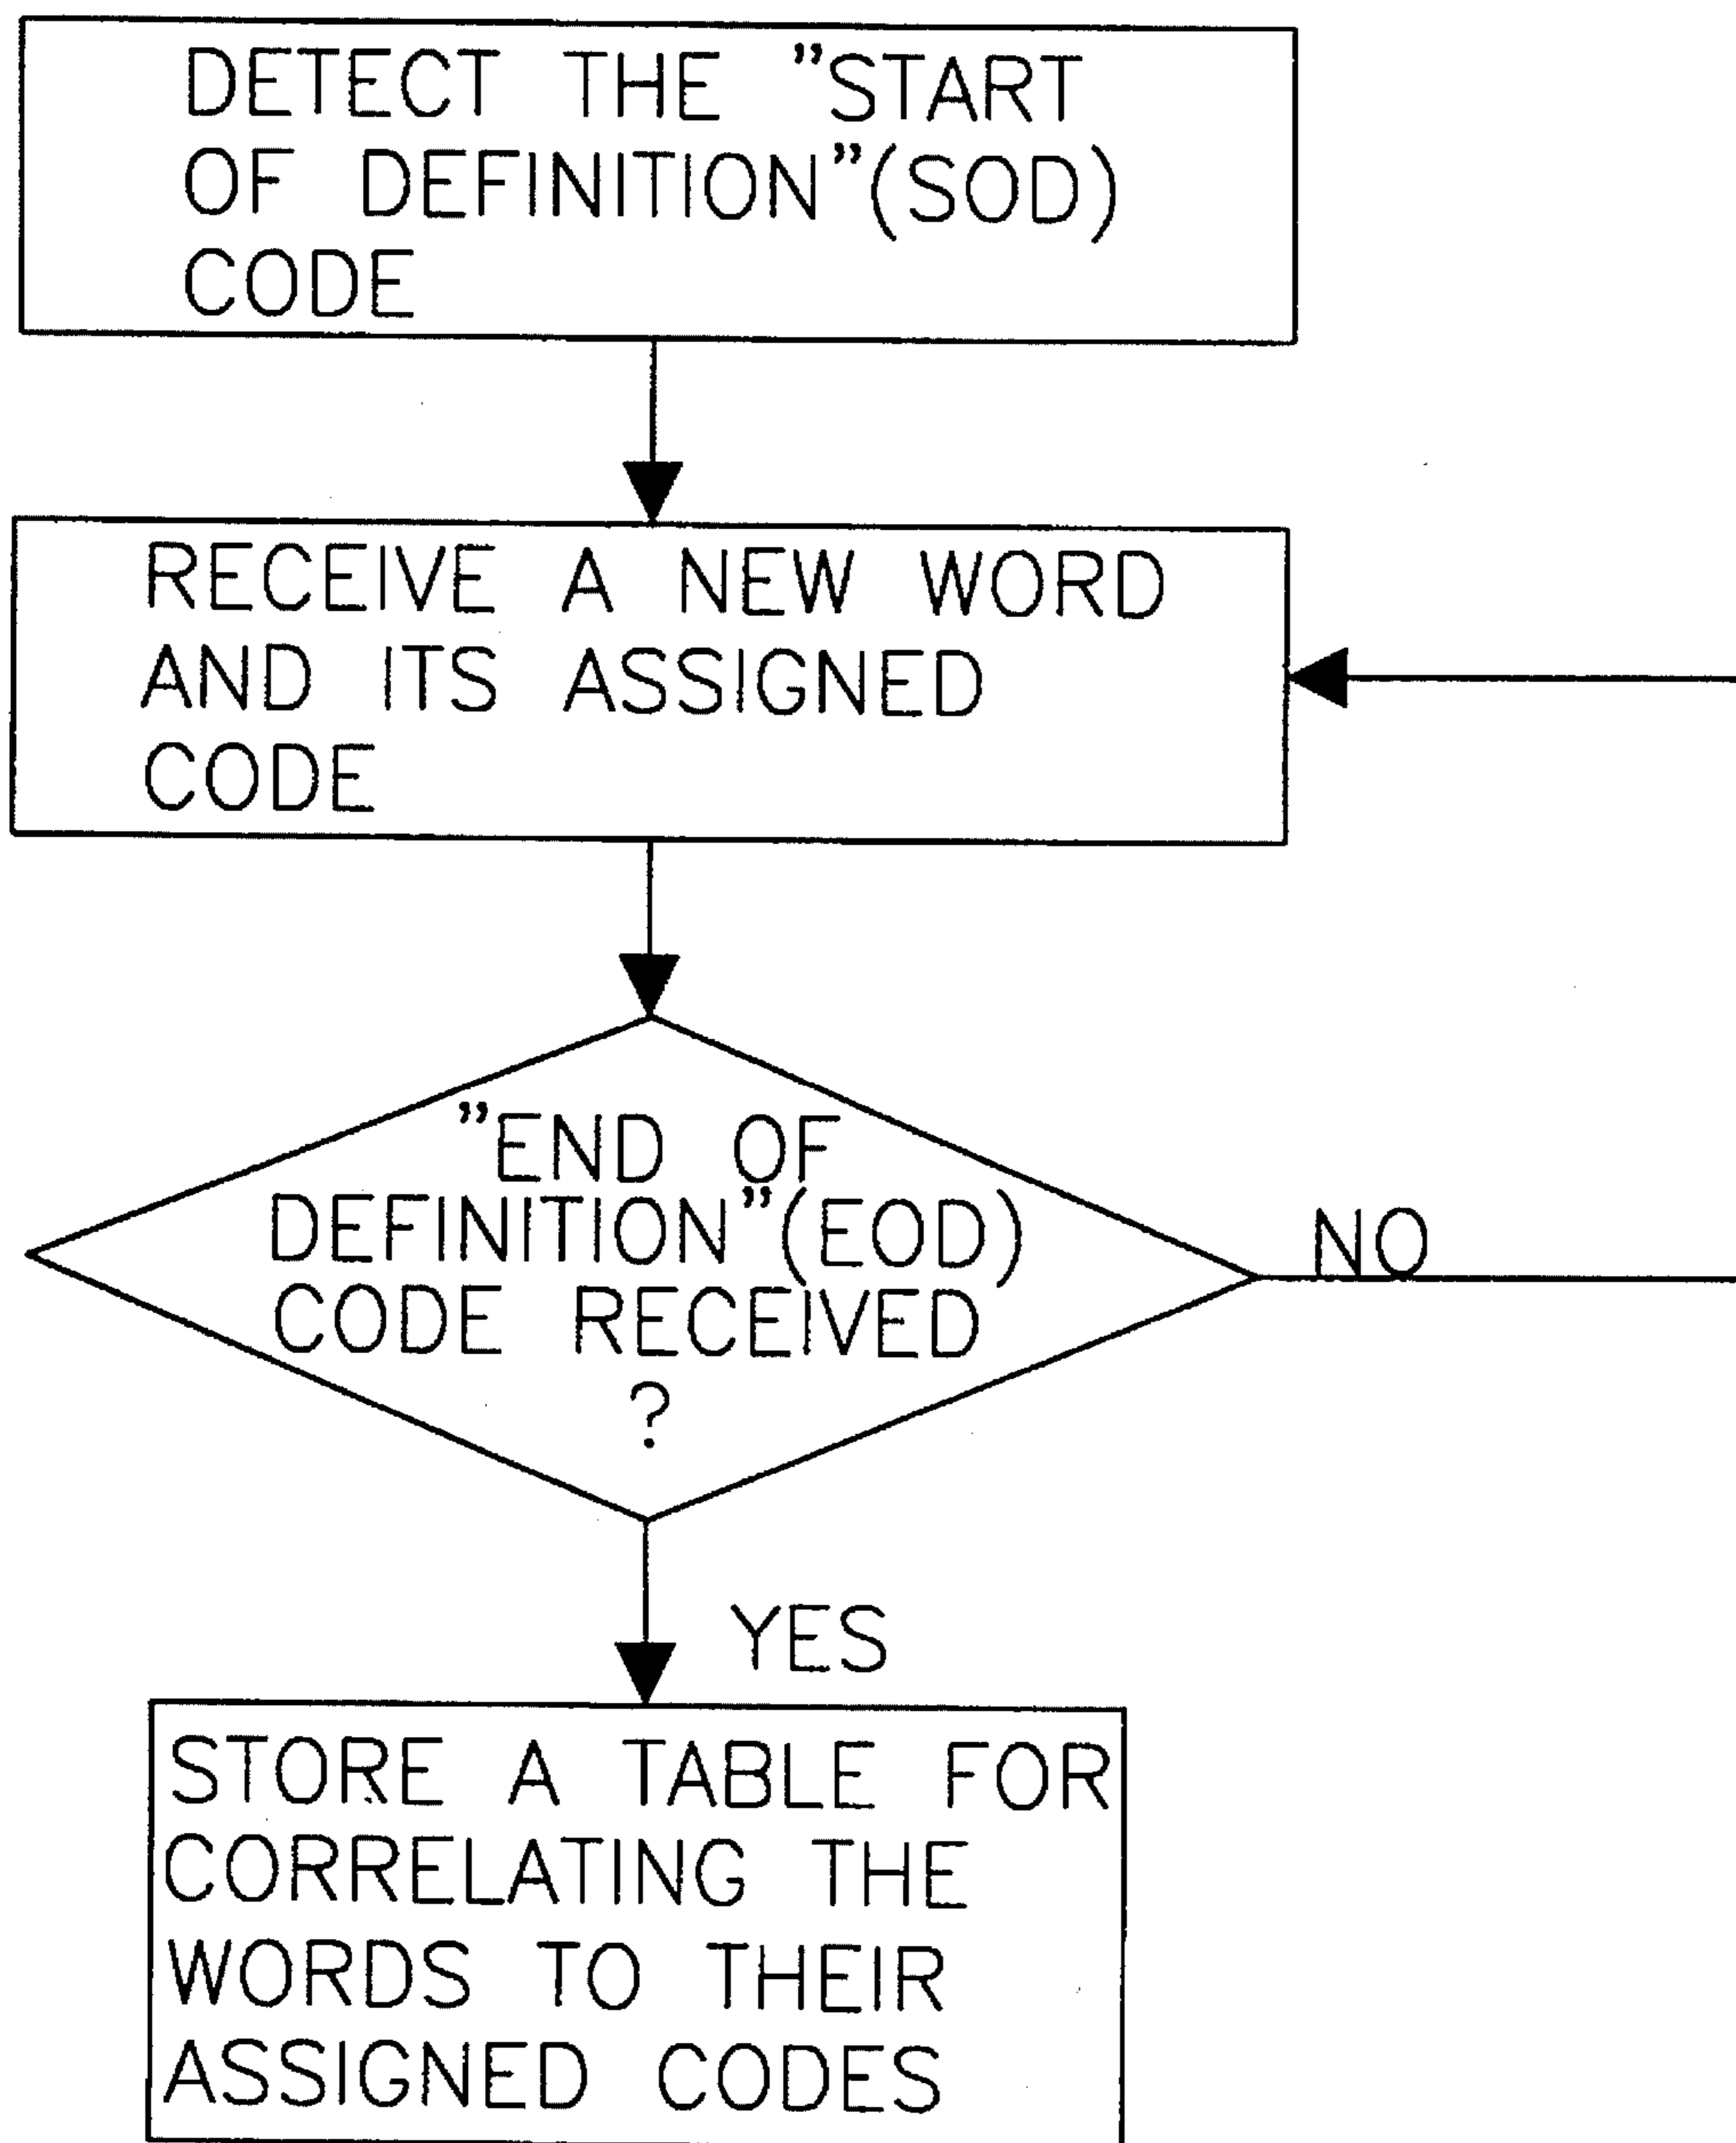 DETECT THE "START
OF DEFINITION"(SOD)
CODE
RECEIVE A NEW WORD
AND ITS ASSIGNED
CODE
"END OF
DEFINITION"(EOD)
CODE RECEIVED
?
NO
YES
STORE A TABLE FOR
CORRELATING THE
WORDS TO THEIR
ASSIGNED CODES